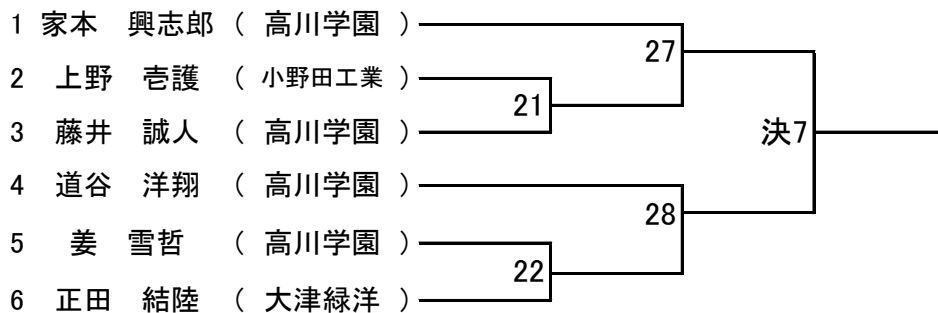 1 家本 興志郎 ( 高川学園 )
27
2 上野 壱護 ( 小野田工業 )
21
3 藤井 誠人 ( 高川学園 )
決7
4 道谷 洋翔 ( 高川学園 )
28
5 姜 雪哲 ( 高川学園 )
22
6 正田 結陸 ( 大津緑洋 )